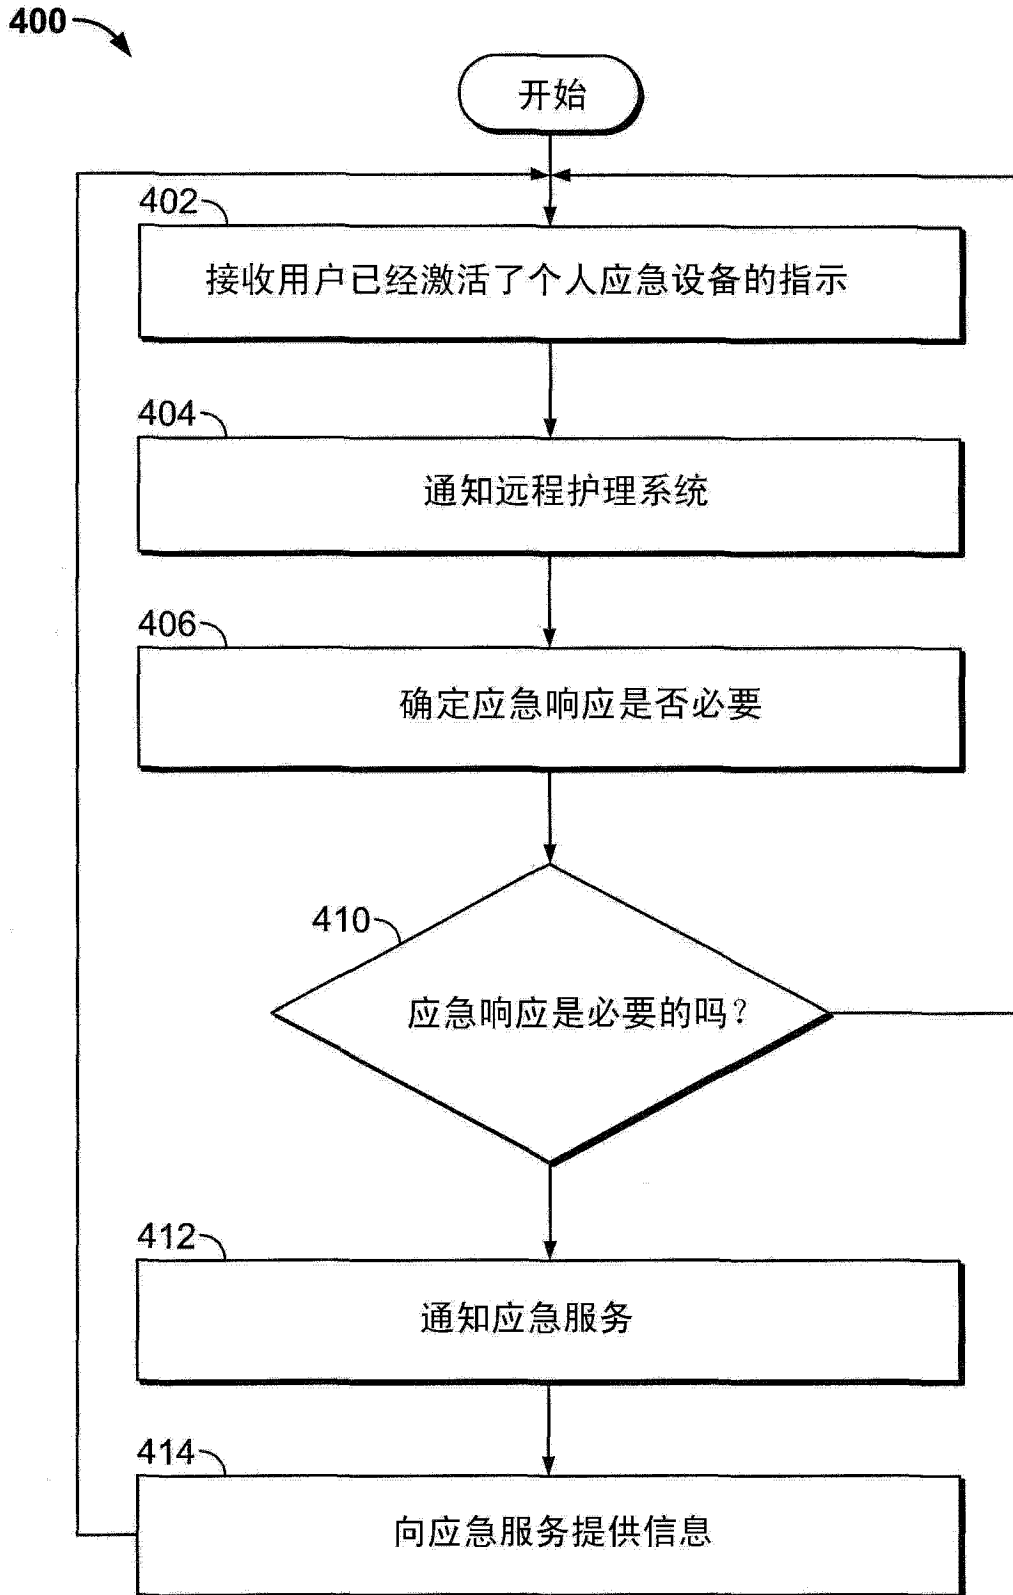 400
开始
402
接收用户已经激活了个人应急设备的指示
404
通知远程护理系统
406
确定应急响应是否必要
410
应急响应是必要的吗？
412
通知应急服务
414
向应急服务提供信息